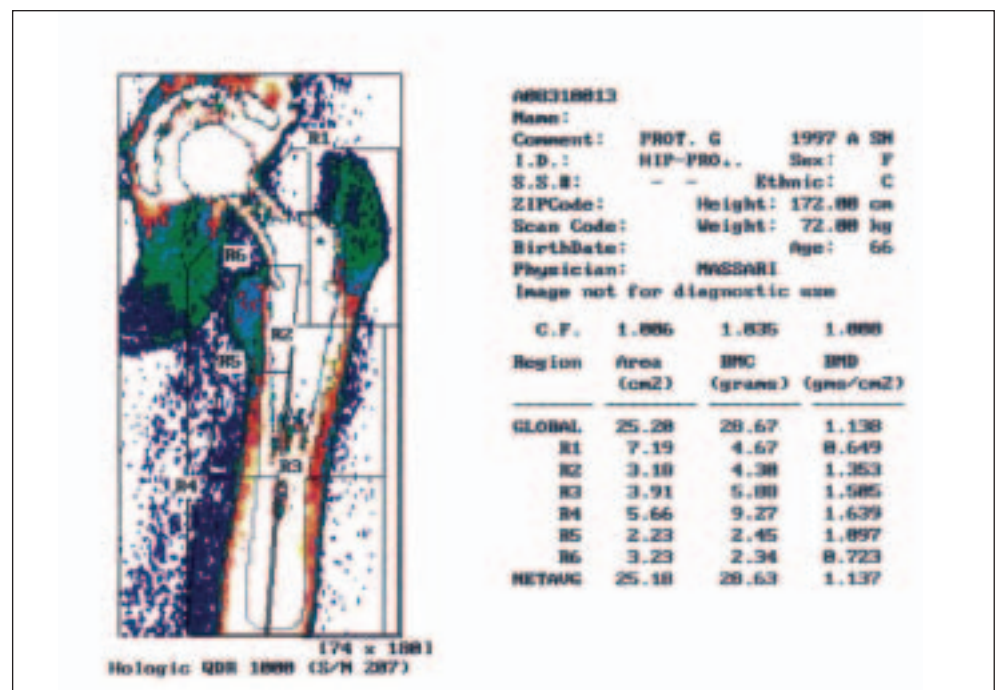 R1
R6
R2
R5
R3
R4
[74 x 180]
Hologic QDR 1000 (S/N 207)
A08310013
Name:
Comment: PROT. G 1997 A SN
I.D.: HIP-PRO.. Sex: F
S.S.#: - - Ethnic: C
ZIPCode: Height: 172.00 cm
Scan Code: Weight: 72.00 kg
BirthDate: Age: 66
Physician: MASSARI
Image not for diagnostic use
C.F. 1.006 1.035 1.000
Region Area BMC BMD
(cm2) (grams) (gms/cm2)
GLOBAL 25.20 28.67 1.138
R1 7.19 4.67 0.649
R2 3.18 4.30 1.353
R3 3.91 5.88 1.505
R4 5.66 9.27 1.639
R5 2.23 2.45 1.097
R6 3.23 2.34 0.723
NETAVG 25.18 28.63 1.137